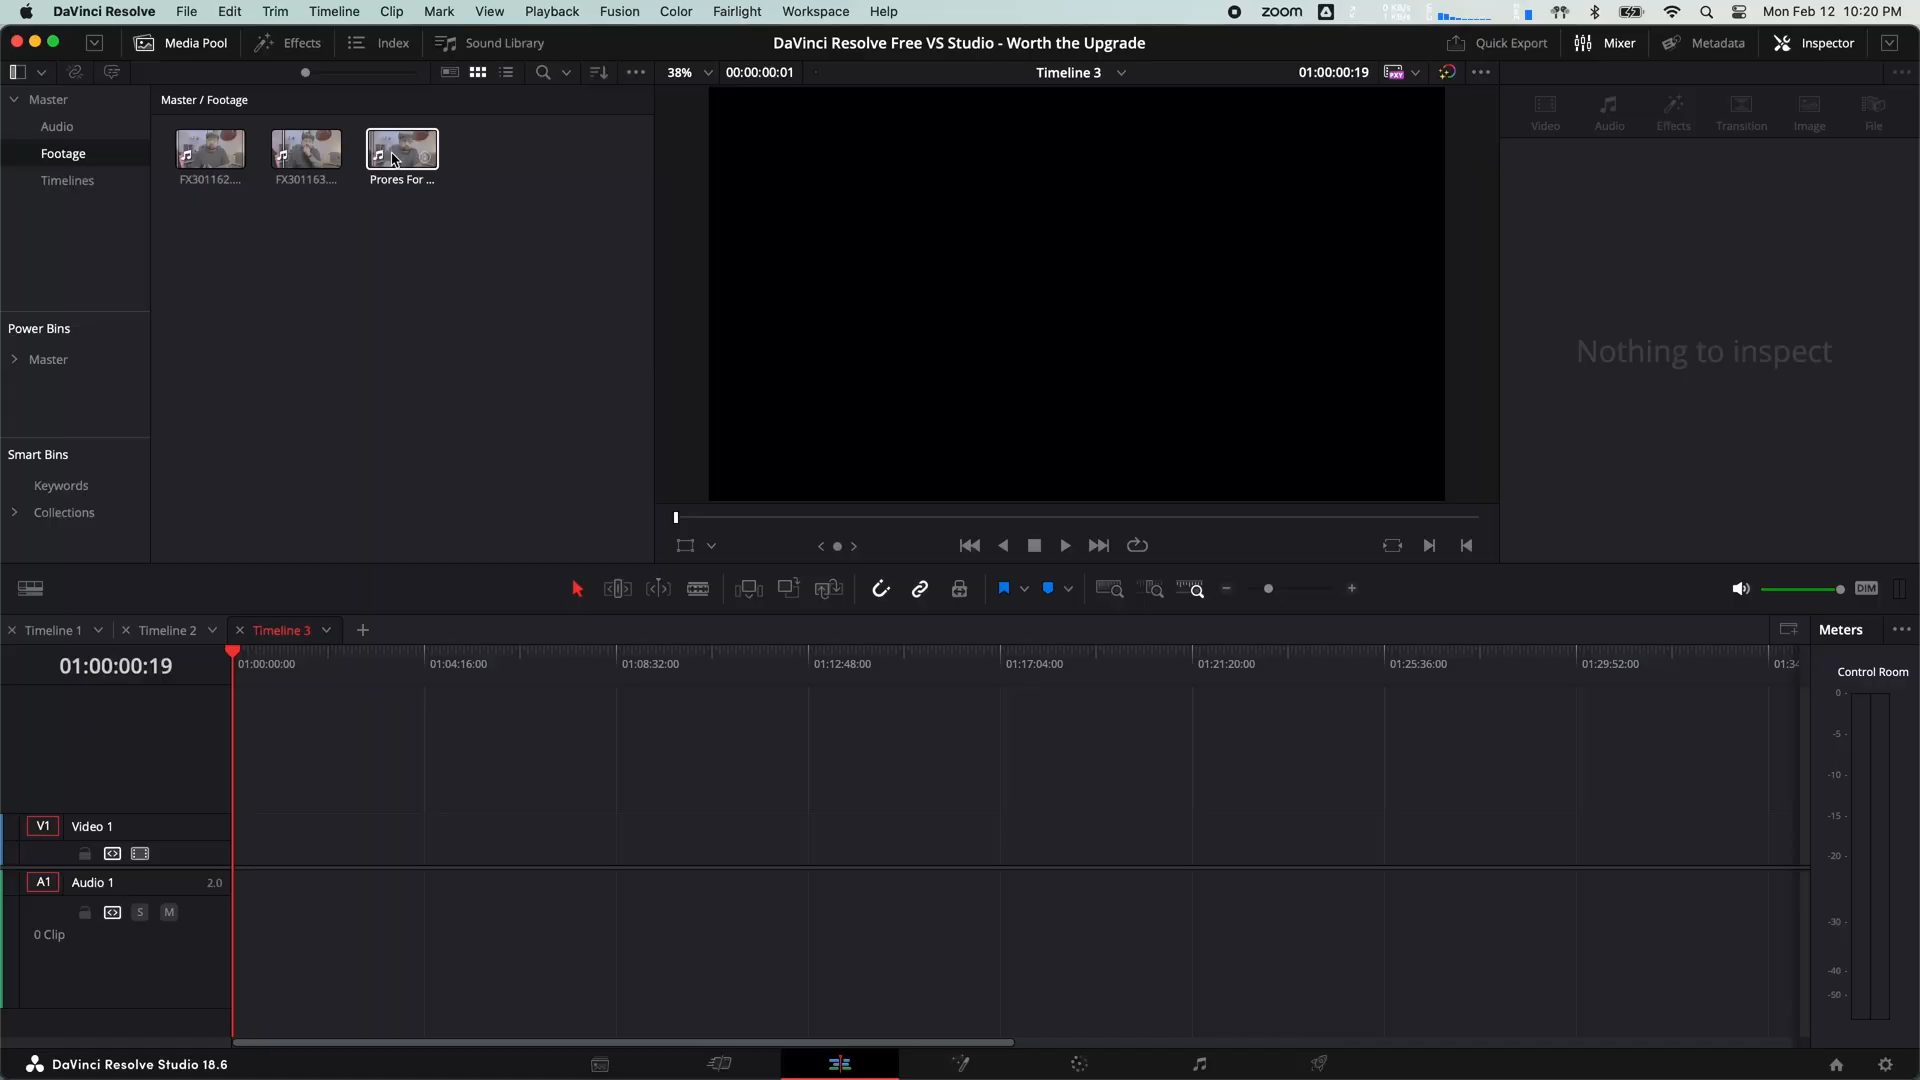 DaVinci Resolve File Edit Trim Timeline Clip Mark View Playback Fusion Color Fairlight Workspace Help zoom Mon Feb 12 10:20 PM
Media Pool Effects Index Sound Library DaVinci Resolve Free VS Studio - Worth the Upgrade Quick Export Mixer Metadata Inspector
38% 00:00:00:01 Timeline 3 01:00:00:19
Master
Audio
Footage
Timelines
Power Bins
Master
Smart Bins
Keywords
Collections
Master / Footage
FX301162.... FX301163.... Prores For ...
Video Audio Effects Transition Image File
Nothing to inspect
DIM
Timeline 1 Timeline 2 Timeline 3 Meters
01:00:00:19
01:00:00:00 01:04:16:00 01:08:32:00 01:12:48:00 01:17:04:00 01:21:20:00 01:25:36:00 01:29:52:00 01:34
V1 Video 1
A1 Audio 1 2.0
S M
0 Clip
Control Room
0
-5
-10
-15
-20
-30
-40
-50
DaVinci Resolve Studio 18.6